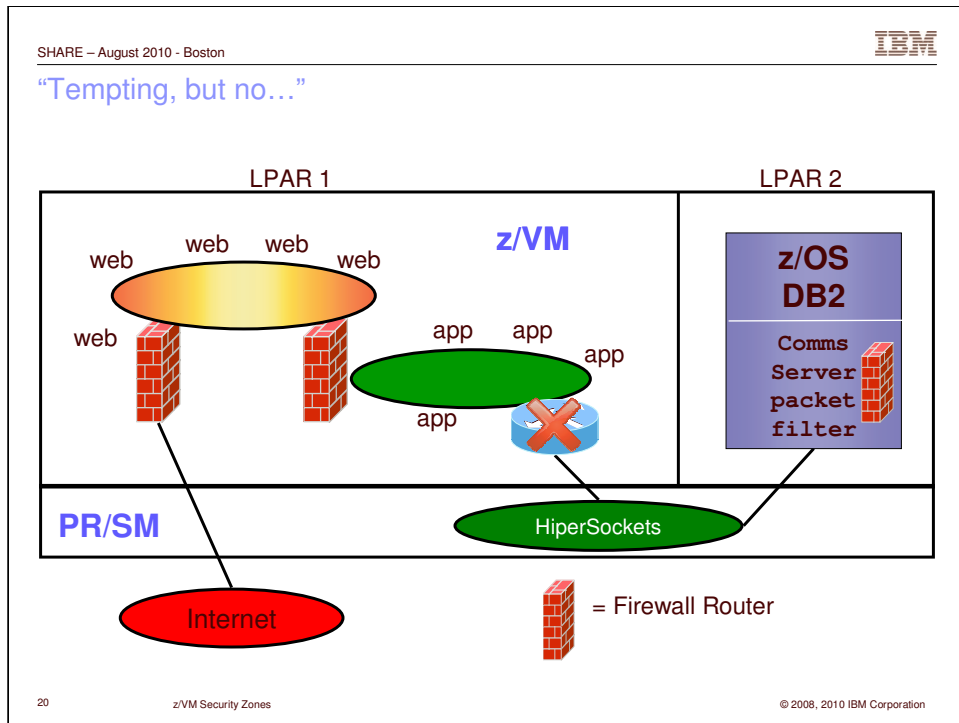 SHARE – August 2010 - Boston
IBM
“Tempting, but no…”
LPAR 1
LPAR 2
z/VM
web
web
web
web
web
app
app
app
app
z/OS
DB2
Comms
Server
packet
filter
PR/SM
HiperSockets
Internet
= Firewall Router
20
z/VM Security Zones
© 2008, 2010 IBM Corporation